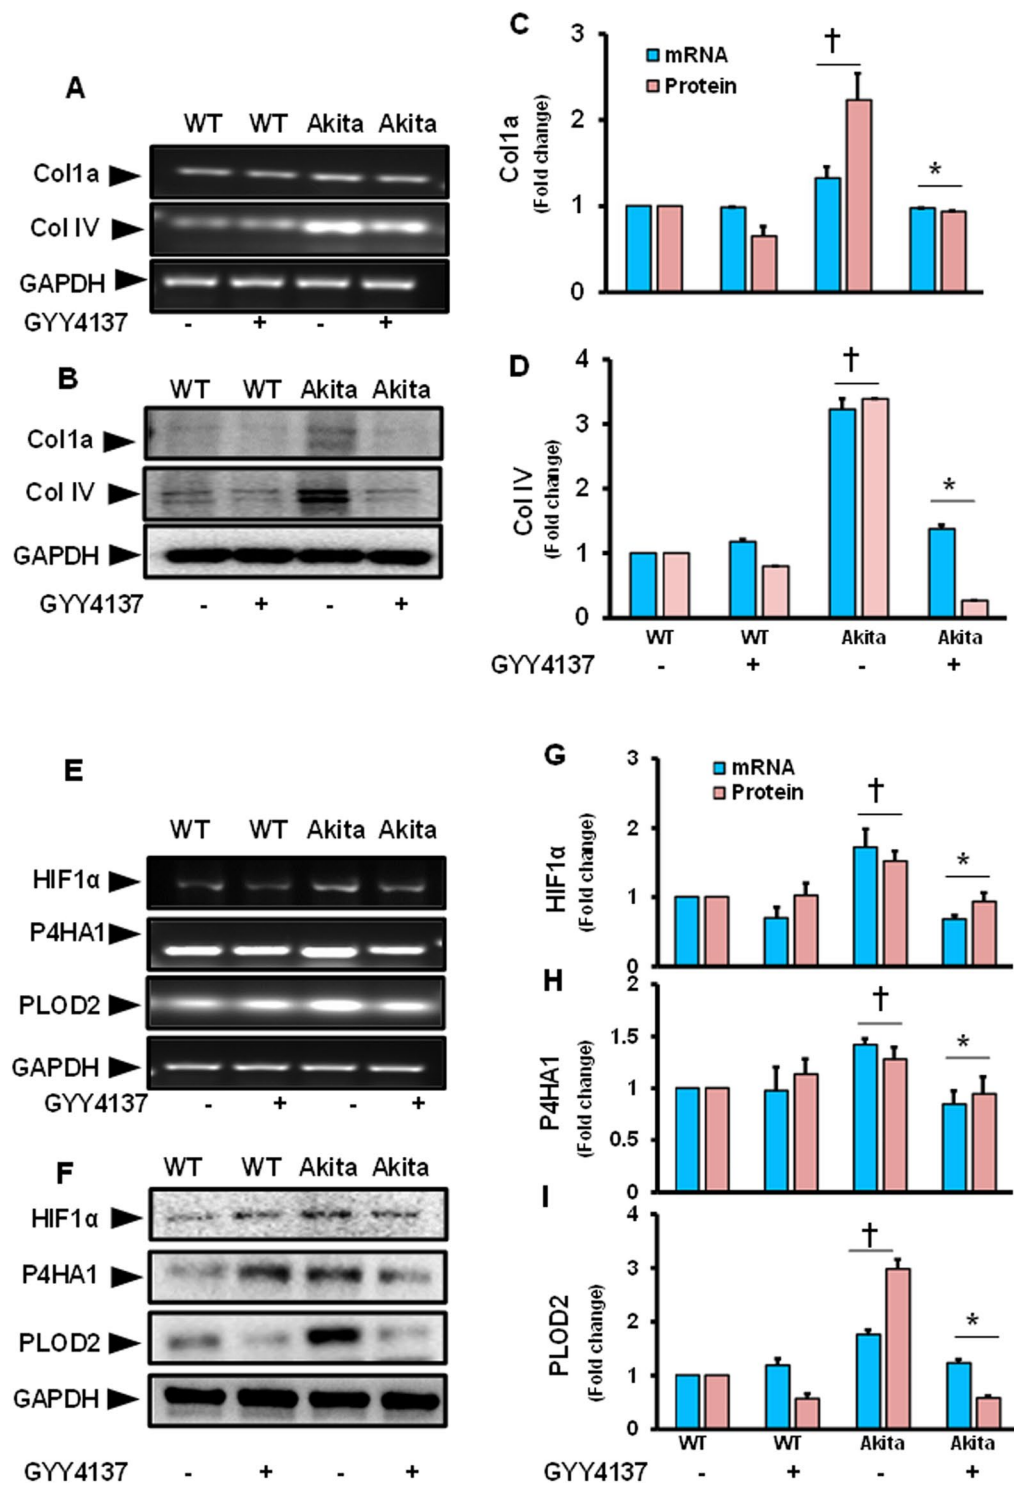 A
WT WT Akita Akita
Col1a
Col IV
GAPDH
GYY4137 - + - +
B
WT WT Akita Akita
Col1a
Col IV
GAPDH
GYY4137 - + - +
C
3
2
1
0
Col1a
(Fold change)
mRNA
Protein
†
*
D
4
3
2
1
0
Col IV
(Fold change)
†
*
WT WT Akita Akita
GYY4137 - + - +
E
WT WT Akita Akita
HIF1α
P4HA1
PLOD2
GAPDH
GYY4137 - + - +
F
WT WT Akita Akita
HIF1α
P4HA1
PLOD2
GAPDH
GYY4137 - + - +
G
3
2
1
0
HIF1α
(Fold change)
mRNA
Protein
†
*
H
2
1.5
1
0.5
0
P4HA1
(Fold change)
†
*
I
4
3
2
1
0
PLOD2
(Fold change)
†
*
WT WT Akita Akita
GYY4137 - + - +